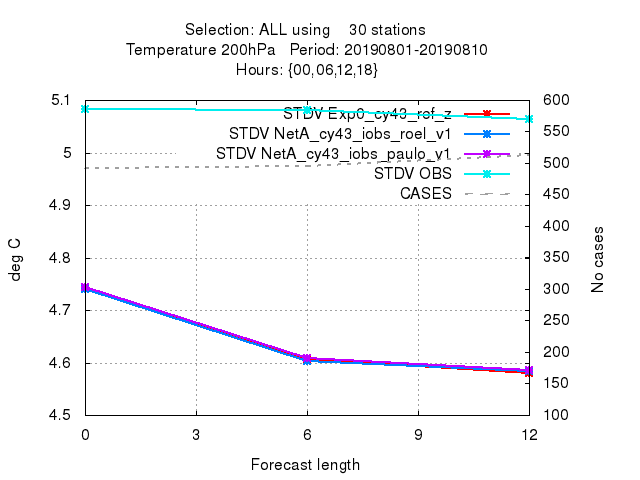 Selection: ALL using 30 stations
Temperature 200hPa Period: 20190801-20190810
Hours: {00,06,12,18}
5.1
5
4.9
4.8
4.7
4.6
4.5
deg C
STDV Exp0_cy43_ref_z
STDV NetA_cy43_iobs_roel_v1
STDV NetA_cy43_iobs_paulo_v1
STDV OBS
CASES
600
550
500
450
400
350
300
250
200
150
100
No cases
0 3 6 9 12
Forecast length